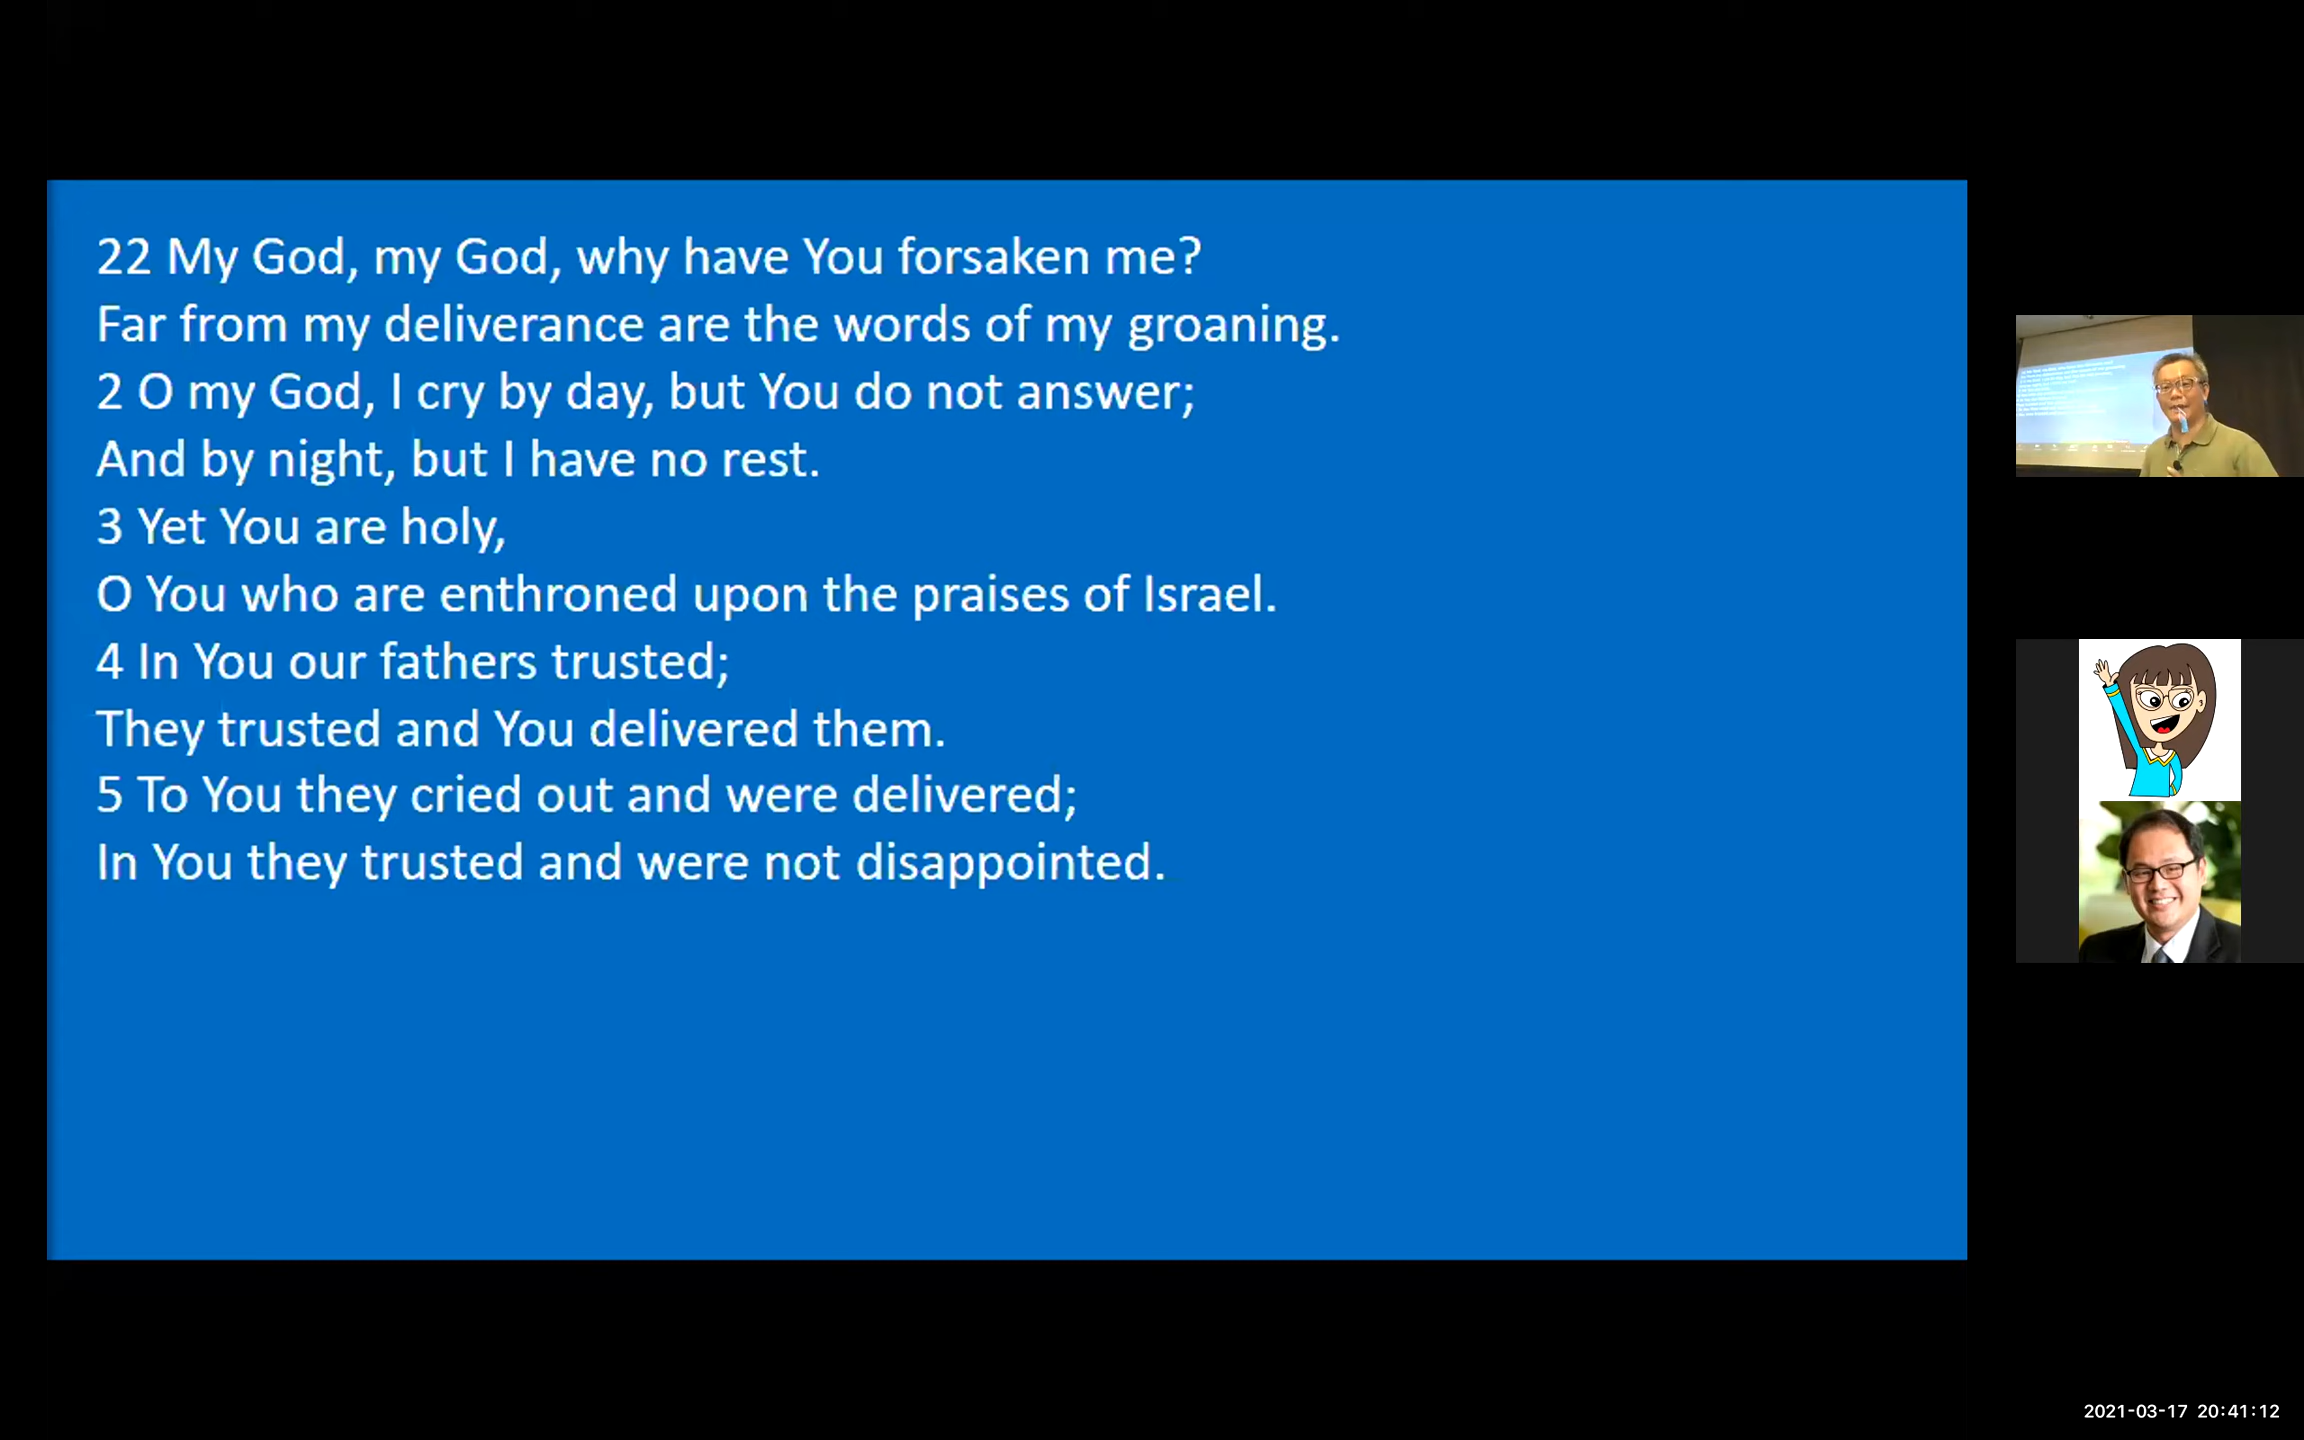 22 My God, my God, why have You forsaken me?
Far from my deliverance are the words of my groaning.
2 O my God, I cry by day, but You do not answer;
And by night, but I have no rest.
3 Yet You are holy,
O You who are enthroned upon the praises of Israel.
4 In You our fathers trusted;
They trusted and You delivered them.
5 To You they cried out and were delivered;
In You they trusted and were not disappointed.
2021-03-17 20:41:12